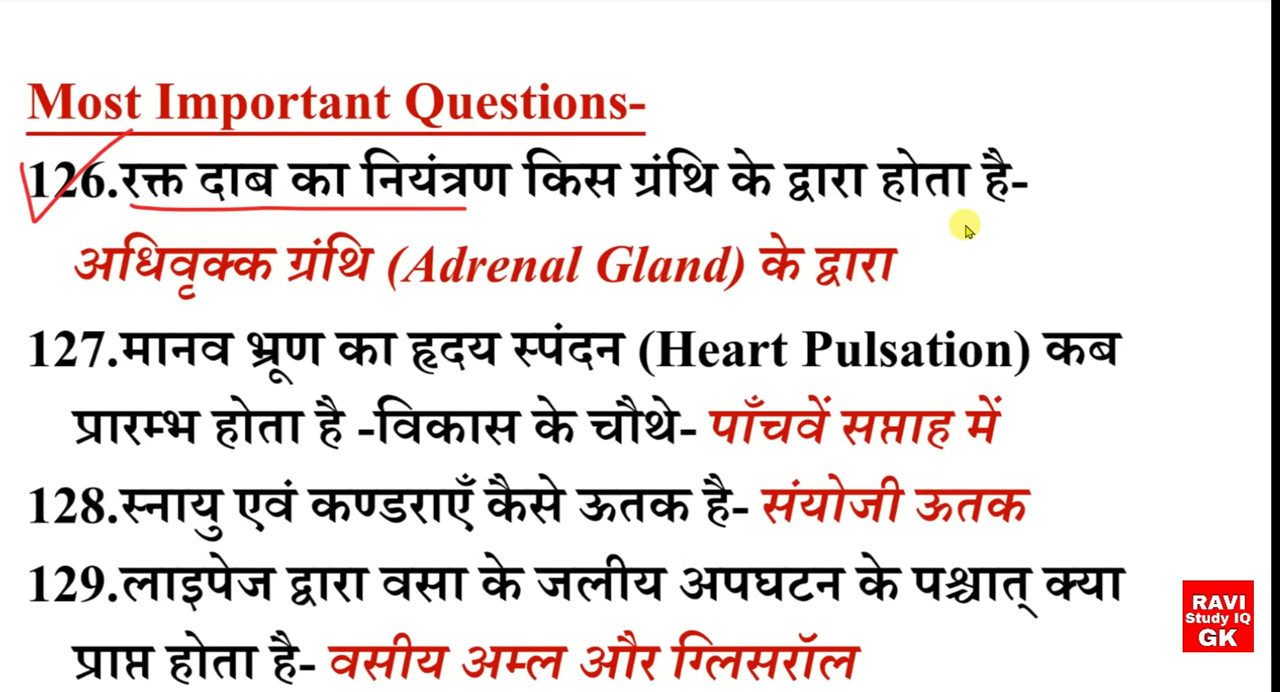 Most Important Questions-
126.रक्त दाब का नियंत्रण किस ग्रंथि के द्वारा होता है-
अधिवृक्क ग्रंथि (Adrenal Gland) के द्वारा
127.मानव भ्रूण का हृदय स्पंदन (Heart Pulsation) कब
प्रारम्भ होता है -विकास के चौथे- पाँचवें सप्ताह में
128.स्नायु एवं कण्डराएँ कैसे ऊतक है- संयोजी ऊतक
129.लाइपेज द्वारा वसा के जलीय अपघटन के पश्चात् क्या
प्राप्त होता है- वसीय अम्ल और ग्लिसरॉल
RAVI
Study IQ
GK